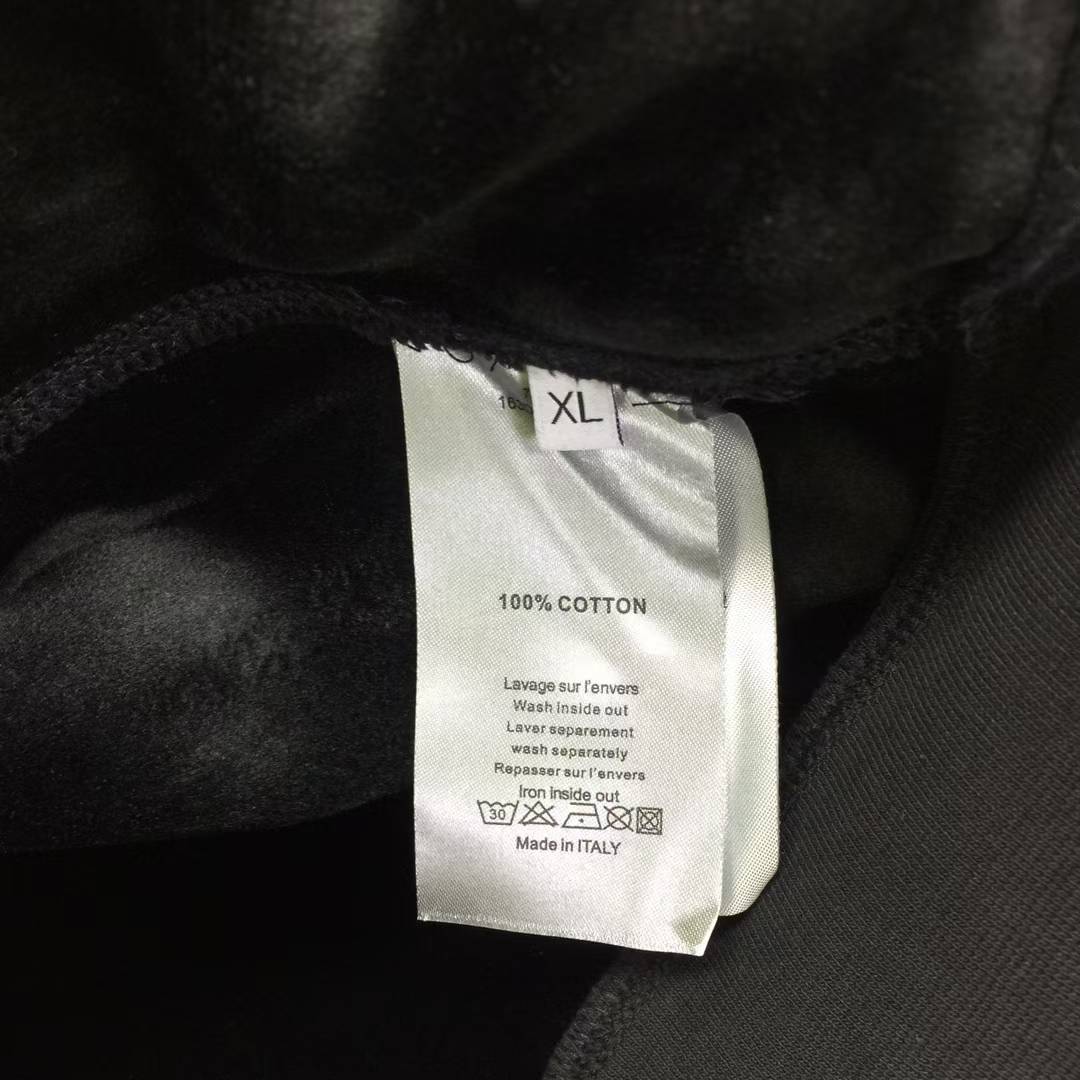 XL
100% COTTON
Lavage sur l'envers
Wash inside out
Laver separement
wash separately
Repasser sur l'envers
Iron inside out
30
Made in ITALY